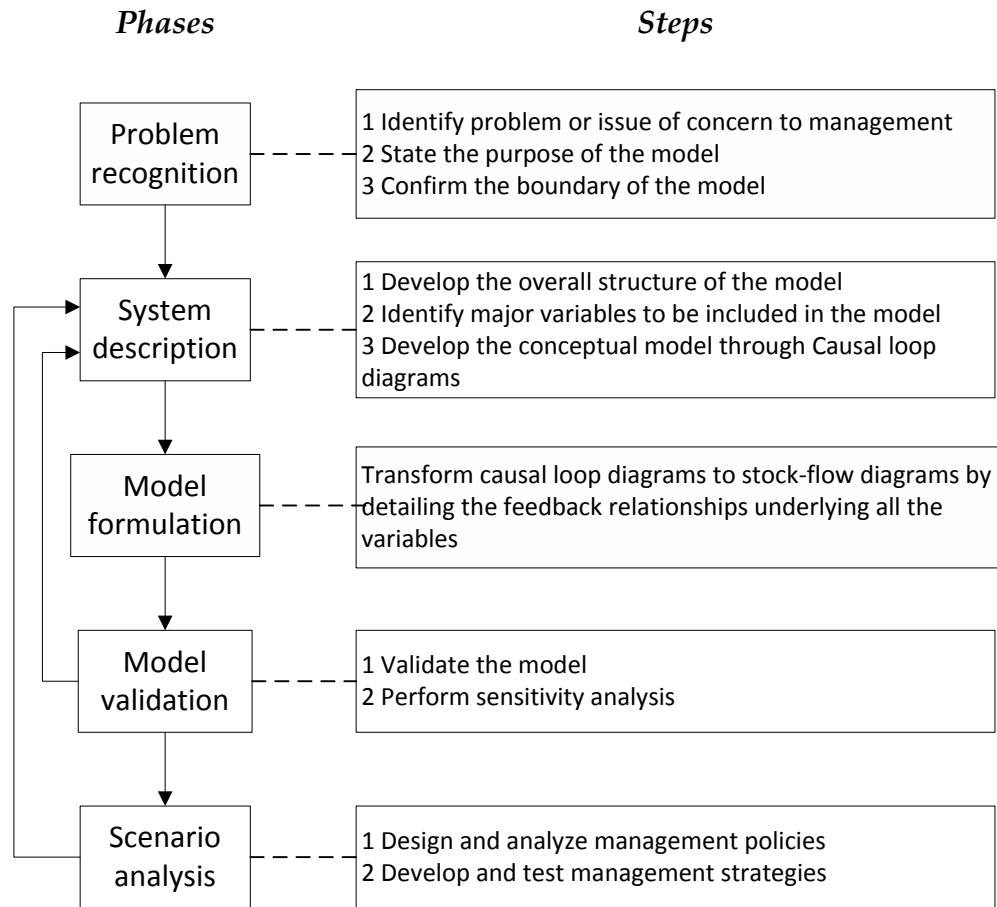 Phases
Steps
Problem
recognition
1 Identify problem or issue of concern to management
2 State the purpose of the model
3 Confirm the boundary of the model
System
description
1 Develop the overall structure of the model
2 Identify major variables to be included in the model
3 Develop the conceptual model through Causal loop
diagrams
Model
formulation
Transform causal loop diagrams to stock-flow diagrams by
detailing the feedback relationships underlying all the
variables
Model
validation
1 Validate the model
2 Perform sensitivity analysis
Scenario
analysis
1 Design and analyze management policies
2 Develop and test management strategies